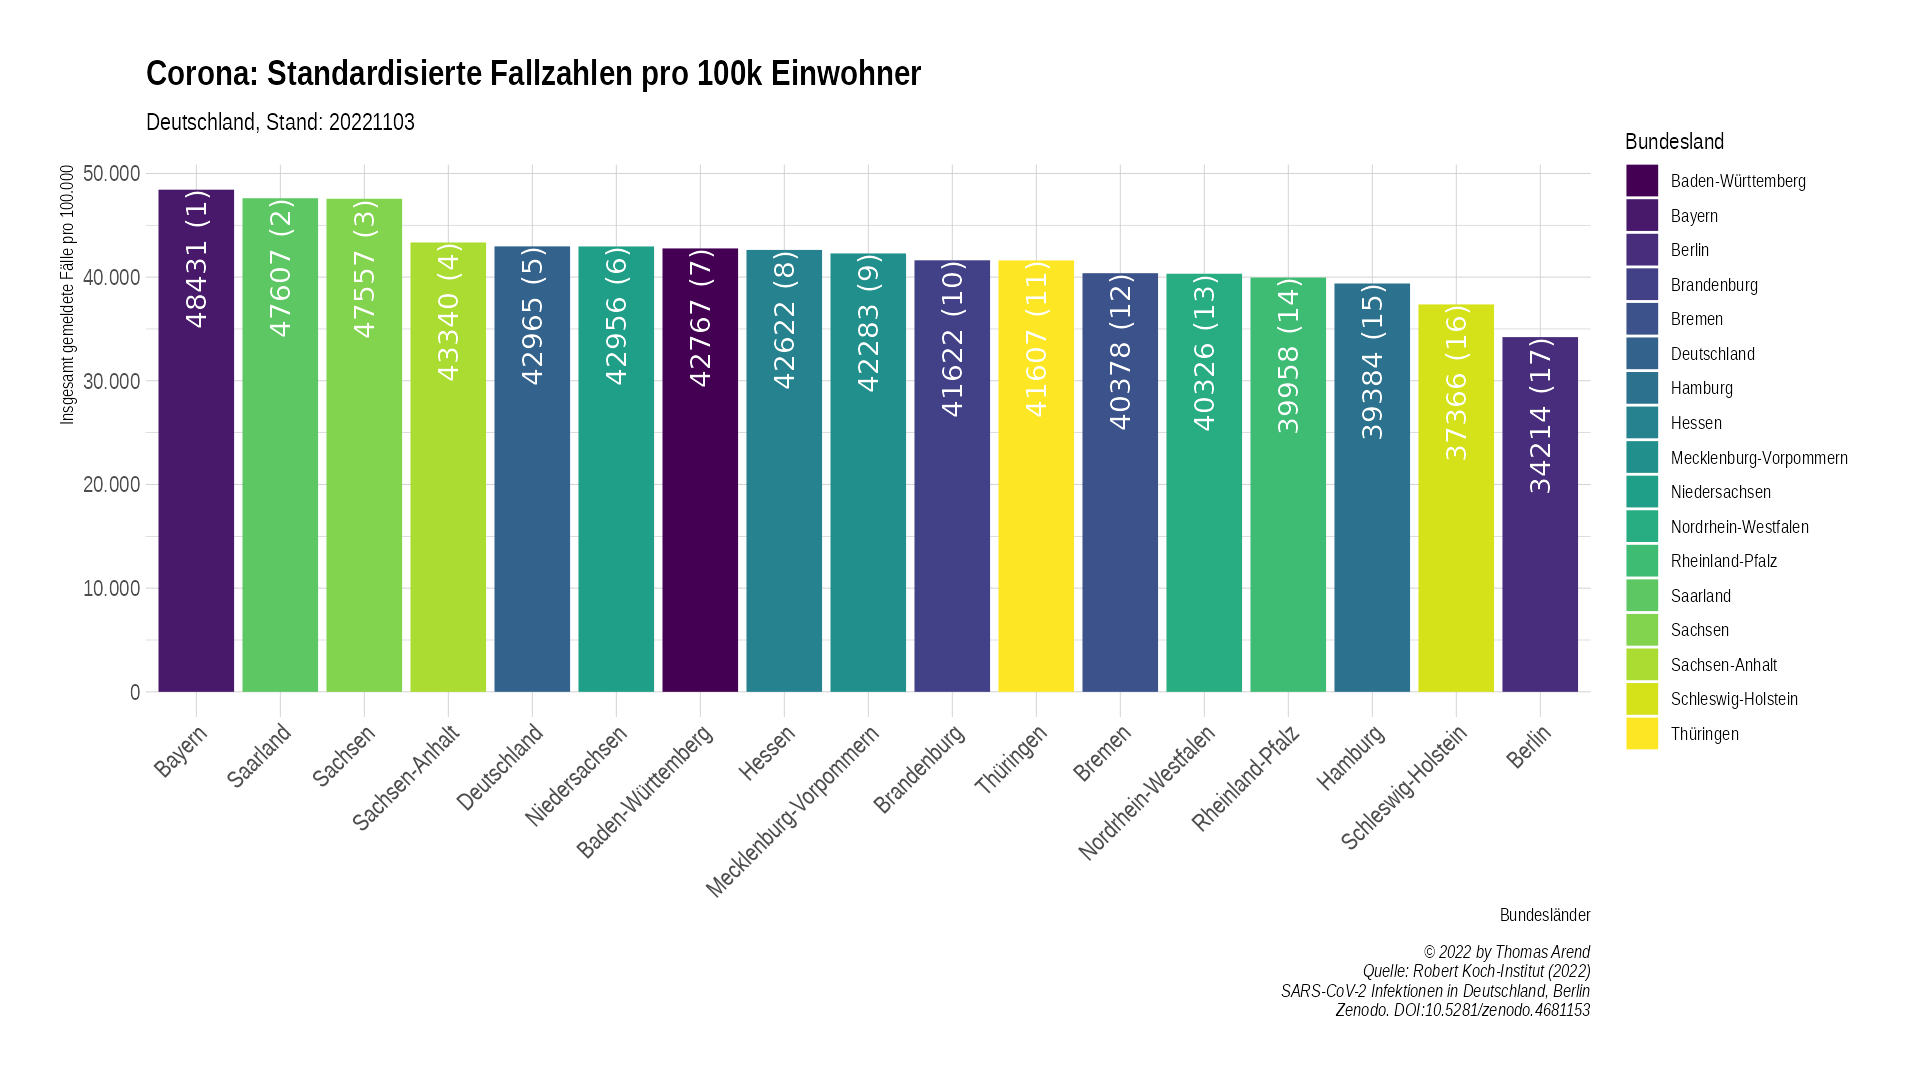 Corona: Standardisierte Fallzahlen pro 100k Einwohner
Deutschland, Stand: 20221103
Insgesamt gemeldete Fälle pro 100.000
50.000
40.000
30.000
20.000
10.000
0
48431 (1)
47607 (2)
47557 (3)
43340 (4)
42965 (5)
42956 (6)
42767 (7)
42622 (8)
42283 (9)
41622 (10)
41607 (11)
40378 (12)
40326 (13)
39958 (14)
39384 (15)
37366 (16)
34214 (17)
Bayern
Saarland
Sachsen
Sachsen-Anhalt
Deutschland
Niedersachsen
Baden-Württemberg
Hessen
Mecklenburg-Vorpommern
Brandenburg
Thüringen
Bremen
Nordrhein-Westfalen
Rheinland-Pfalz
Hamburg
Schleswig-Holstein
Berlin
Bundesländer
Bundesland
Baden-Württemberg
Bayern
Berlin
Brandenburg
Bremen
Deutschland
Hamburg
Hessen
Mecklenburg-Vorpommern
Niedersachsen
Nordrhein-Westfalen
Rheinland-Pfalz
Saarland
Sachsen
Sachsen-Anhalt
Schleswig-Holstein
Thüringen
© 2022 by Thomas Arend
Quelle: Robert Koch-Institut (2022)
SARS-CoV-2 Infektionen in Deutschland, Berlin
Zenodo. DOI:10.5281/zenodo.4681153